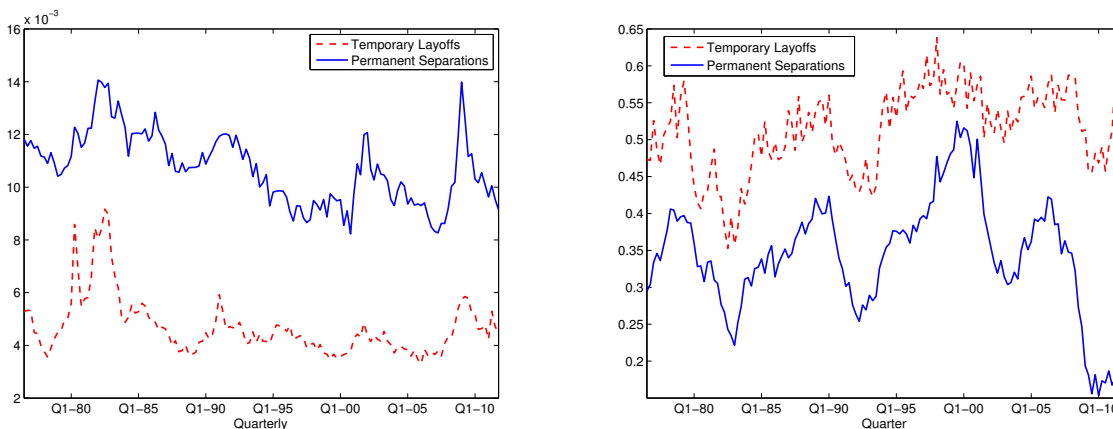 x 10⁻³
16
14
12
10
8
6
4
2
Temporary Layoffs
Permanent Separations
Q1−80 Q1−85 Q1−90 Q1−95 Q1−00 Q1−05 Q1−10
Quarterly
0.65
0.6
0.55
0.5
0.45
0.4
0.35
0.3
0.25
0.2
Temporary Layoffs
Permanent Separations
Q1−80 Q1−85 Q1−90 Q1−95 Q1−00 Q1−05 Q1−10
Quarter